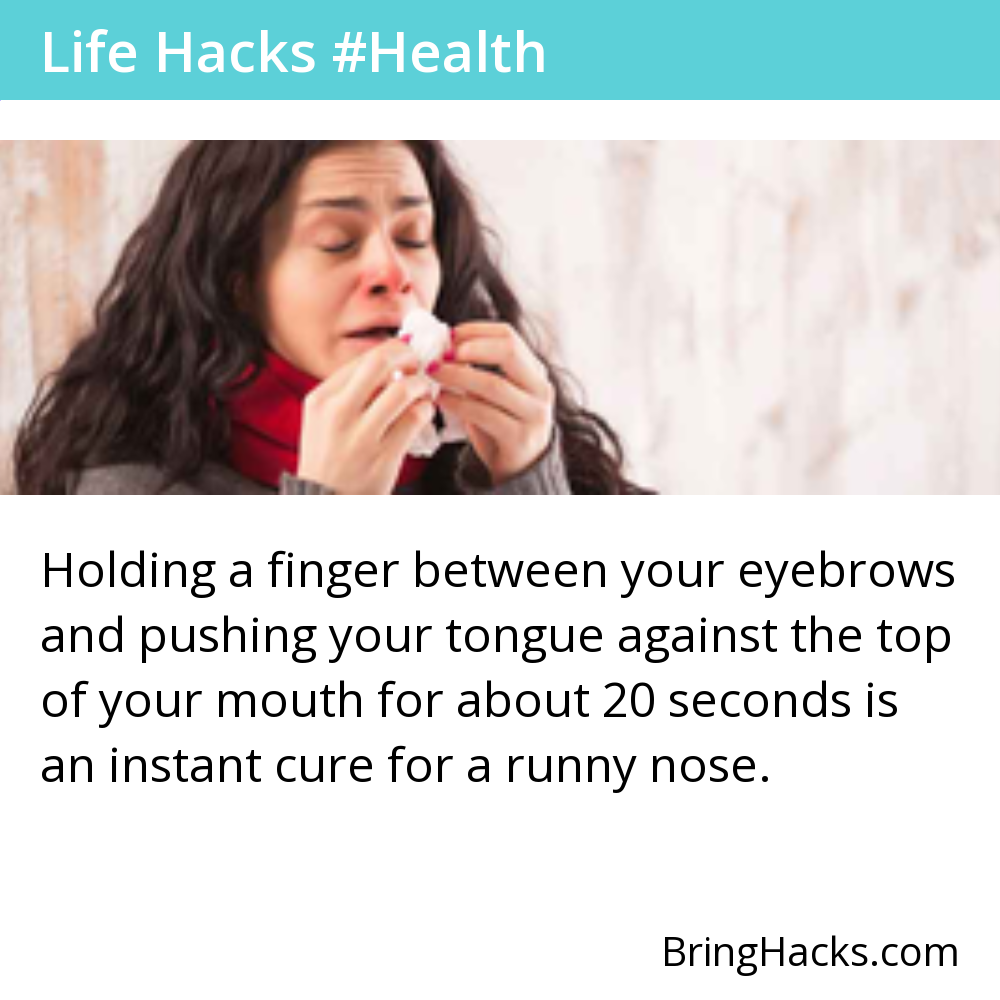 Life Hacks #Health
Holding a finger between your eyebrows
and pushing your tongue against the top
of your mouth for about 20 seconds is
an instant cure for a runny nose.
BringHacks.com